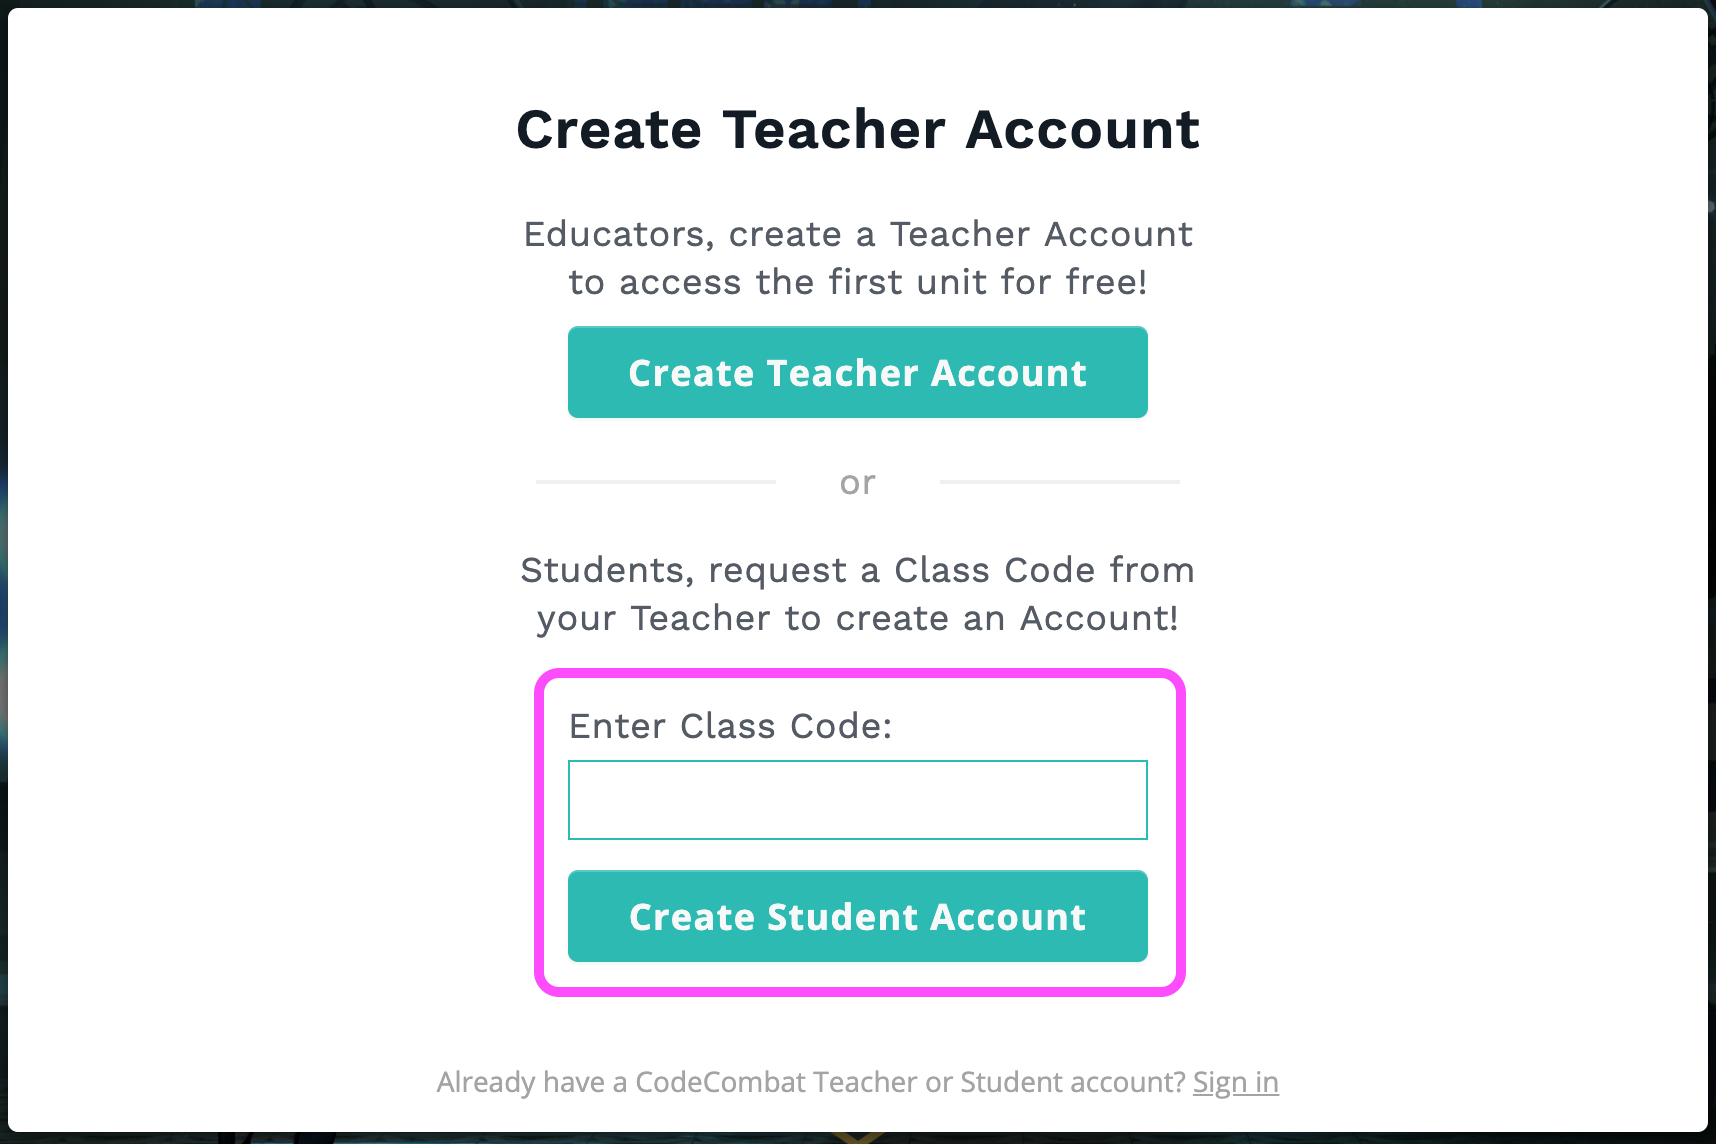 Create Teacher Account
Educators, create a Teacher Account
to access the first unit for free!
Create Teacher Account
or
Students, request a Class Code from
your Teacher to create an Account!
Enter Class Code:
Create Student Account
Already have a CodeCombat Teacher or Student account? Sign in